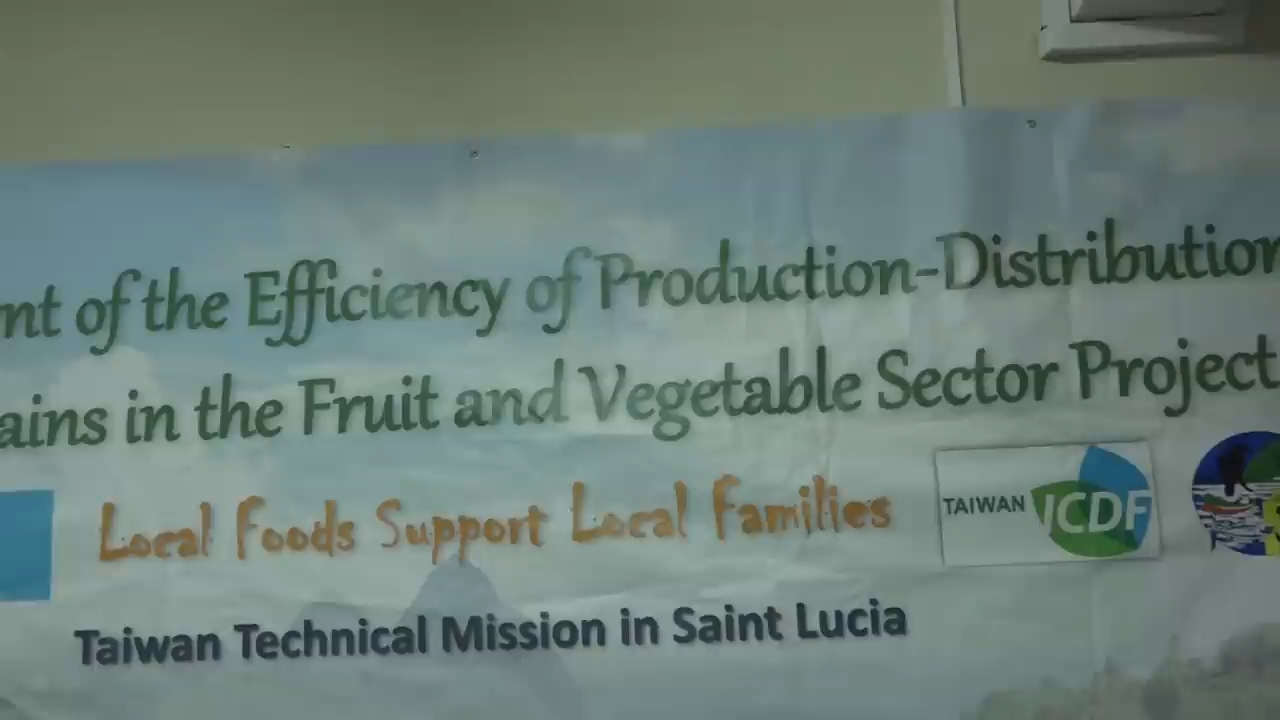 nt of the Efficiency of Production-Distribution
ains in the Fruit and Vegetable Sector Project
Local Foods Support Local Families
TAIWAN ICDF
Taiwan Technical Mission in Saint Lucia